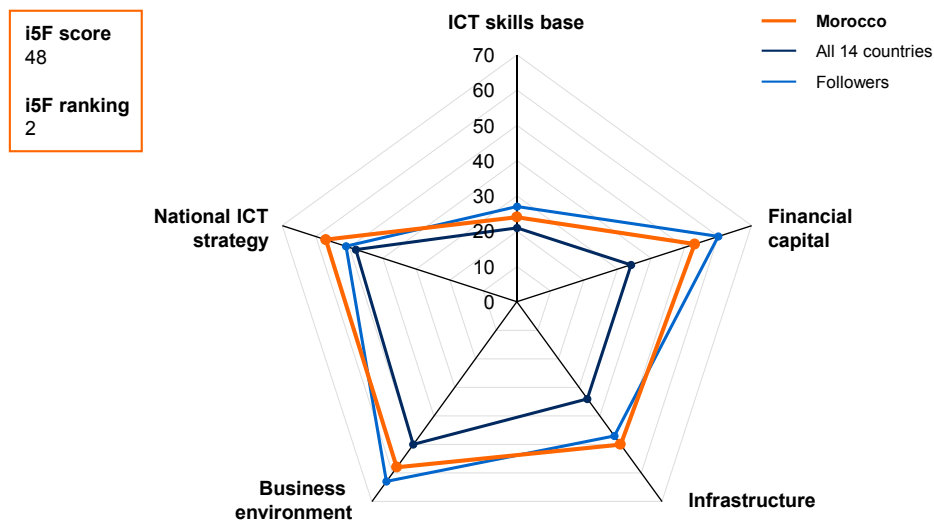 i5F score
48
i5F ranking
2
ICT skills base
Morocco
All 14 countries
Followers
70
60
50
40
30
20
10
0
National ICT
strategy
Financial
capital
Business
environment
Infrastructure